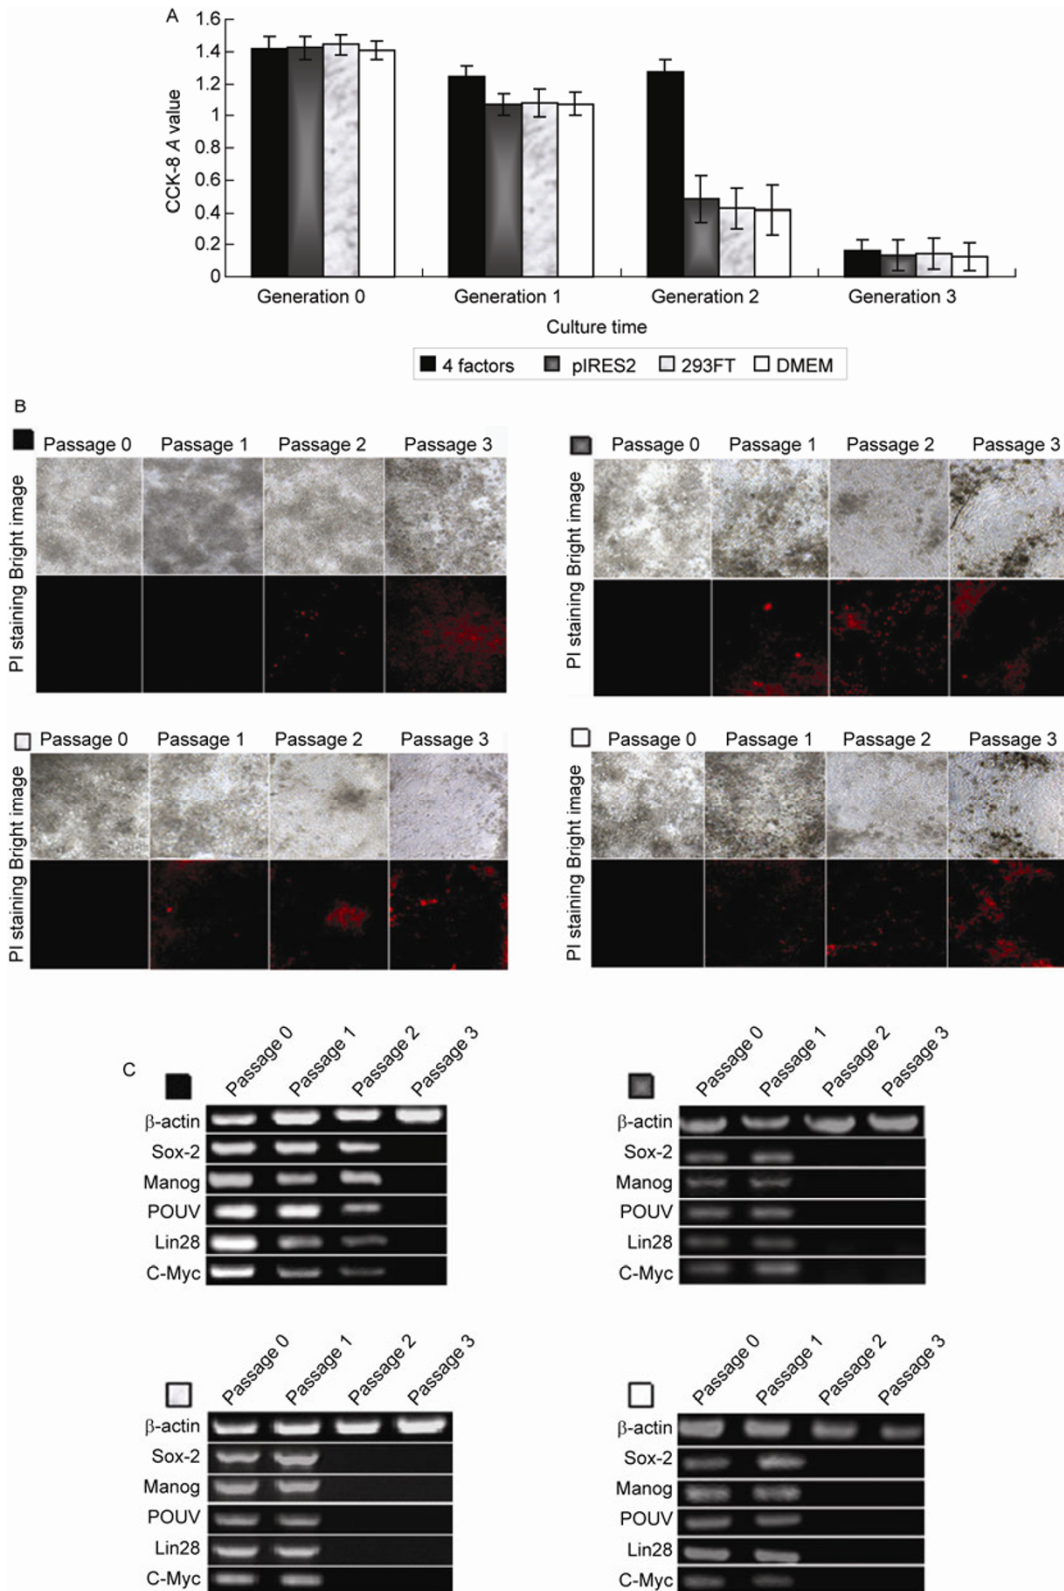 A
1.6
1.4
1.2
1
0.8
0.6
0.4
0.2
0
CCK-8 A value
Generation 0 Generation 1 Generation 2 Generation 3
Culture time
4 factors pIRES2 293FT DMEM
B
Passage 0 Passage 1 Passage 2 Passage 3
PI staining Bright image
Passage 0 Passage 1 Passage 2 Passage 3
PI staining Bright image
Passage 0 Passage 1 Passage 2 Passage 3
PI staining Bright image
Passage 0 Passage 1 Passage 2 Passage 3
PI staining Bright image
C
Passage 0 Passage 1 Passage 2 Passage 3
β-actin
Sox-2
Manog
POUV
Lin28
C-Myc
Passage 0 Passage 1 Passage 2 Passage 3
β-actin
Sox-2
Manog
POUV
Lin28
C-Myc
Passage 0 Passage 1 Passage 2 Passage 3
β-actin
Sox-2
Manog
POUV
Lin28
C-Myc
Passage 0 Passage 1 Passage 2 Passage 3
β-actin
Sox-2
Manog
POUV
Lin28
C-Myc